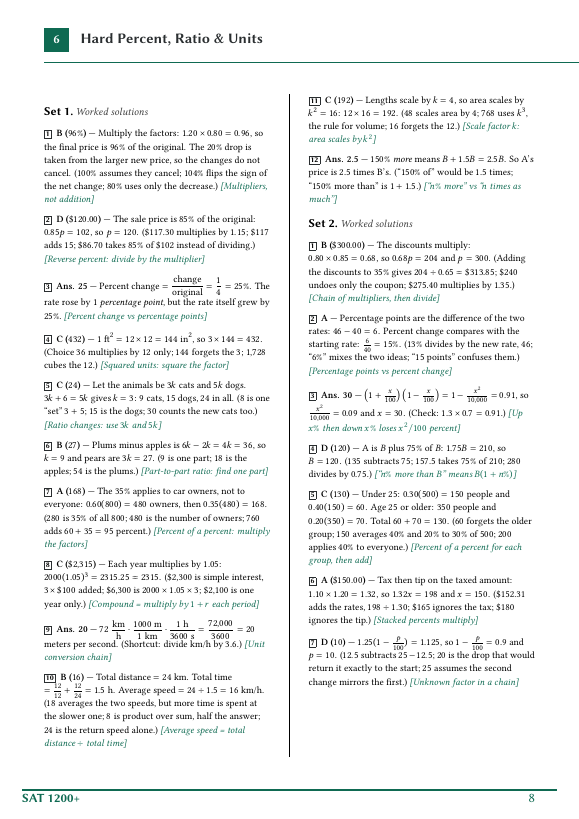 6 Hard Percent, Ratio & Units
Set 1. Worked solutions
1 B (96%) — Multiply the factors: 1.20 × 0.80 = 0.96, so
the final price is 96% of the original. The 20% drop is
taken from the larger new price, so the changes do not
cancel. (100% assumes they cancel; 104% flips the sign of
the net change; 80% uses only the decrease.) [Multipliers,
not addition]
2 D ($120.00) — The sale price is 85% of the original:
0.85p = 102, so p = 120. ($117.30 multiplies by 1.15; $117
adds 15; $86.70 takes 85% of $102 instead of dividing.)
[Reverse percent: divide by the multiplier]
3 Ans. 25 — Percent change = change/original = 1/4 = 25%. The
rate rose by 1 percentage point, but the rate itself grew by
25%. [Percent change vs percentage points]
4 C (432) — 1 ft² = 12 × 12 = 144 in², so 3 × 144 = 432.
(Choice 36 multiplies by 12 only; 144 forgets the 3; 1,728
cubes the 12.) [Squared units: square the factor]
5 C (24) — Let the animals be 3k cats and 5k dogs.
3k + 6 = 5k gives k = 3: 9 cats, 15 dogs, 24 in all. (8 is one
“set” 3 + 5; 15 is the dogs; 30 counts the new cats too.)
[Ratio changes: use 3k and 5k]
6 B (27) — Plums minus apples is 6k − 2k = 4k = 36, so
k = 9 and pears are 3k = 27. (9 is one part; 18 is the
apples; 54 is the plums.) [Part-to-part ratio: find one part]
7 A (168) — The 35% applies to car owners, not to
everyone: 0.60(800) = 480 owners, then 0.35(480) = 168.
(280 is 35% of all 800; 480 is the number of owners; 760
adds 60 + 35 = 95 percent.) [Percent of a percent: multiply
the factors]
8 C ($2,315) — Each year multiplies by 1.05:
2000(1.05)³ = 2315.25 ≈ 2315. ($2,300 is simple interest,
3 × $100 added; $6,300 is 2000 × 1.05 × 3; $2,100 is one
year only.) [Compound = multiply by 1 + r each period]
9 Ans. 20 — 72 km/h · 1000 m/1 km · 1 h/3600 s = 72,000/3600 = 20
meters per second. (Shortcut: divide km/h by 3.6.) [Unit
conversion chain]
10 B (16) — Total distance = 24 km. Total time
= 12/12 + 12/24 = 1.5 h. Average speed = 24 ÷ 1.5 = 16 km/h.
(18 averages the two speeds, but more time is spent at
the slower one; 8 is product over sum, half the answer;
24 is the return speed alone.) [Average speed = total
distance ÷ total time]
11 C (192) — Lengths scale by k = 4, so area scales by
k² = 16: 12 × 16 = 192. (48 scales area by 4; 768 uses k³,
the rule for volume; 16 forgets the 12.) [Scale factor k:
area scales by k²]
12 Ans. 2.5 — 150% more means B + 1.5B = 2.5B. So A's
price is 2.5 times B's. (“150% of” would be 1.5 times;
“150% more than” is 1 + 1.5.) [“n% more” vs “n times as
much”]
Set 2. Worked solutions
1 B ($300.00) — The discounts multiply:
0.80 × 0.85 = 0.68, so 0.68p = 204 and p = 300. (Adding
the discounts to 35% gives 204 ÷ 0.65 = $313.85; $240
undoes only the coupon; $275.40 multiplies by 1.35.)
[Chain of multipliers, then divide]
2 A — Percentage points are the difference of the two
rates: 46 − 40 = 6. Percent change compares with the
starting rate: 6/40 = 15%. (13% divides by the new rate, 46;
“6%” mixes the two ideas; “15 points” confuses them.)
[Percentage points vs percent change]
3 Ans. 30 — (1 + x/100)(1 − x/100) = 1 − x²/10,000 = 0.91, so
x²/10,000 = 0.09 and x = 30. (Check: 1.3 × 0.7 = 0.91.) [Up
x% then down x% loses x²/100 percent]
4 D (120) — A is B plus 75% of B: 1.75B = 210, so
B = 120. (135 subtracts 75; 157.5 takes 75% of 210; 280
divides by 0.75.) [“n% more than B” means B(1 + n%)]
5 C (130) — Under 25: 0.30(500) = 150 people and
0.40(150) = 60. Age 25 or older: 350 people and
0.20(350) = 70. Total 60 + 70 = 130. (60 forgets the older
group; 150 averages 40% and 20% to 30% of 500; 200
applies 40% to everyone.) [Percent of a percent for each
group, then add]
6 A ($150.00) — Tax then tip on the taxed amount:
1.10 × 1.20 = 1.32, so 1.32x = 198 and x = 150. ($152.31
adds the rates, 198 ÷ 1.30; $165 ignores the tax; $180
ignores the tip.) [Stacked percents multiply]
7 D (10) — 1.25(1 − p/100) = 1.125, so 1 − p/100 = 0.9 and
p = 10. (12.5 subtracts 25 − 12.5; 20 is the drop that would
return it exactly to the start; 25 assumes the second
change mirrors the first.) [Unknown factor in a chain]
SAT 1200+ 8